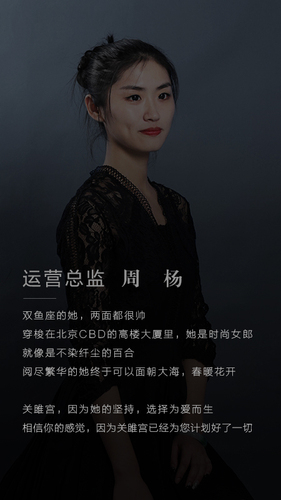 运营总监 周 杨
双鱼座的她，两面都很帅
穿梭在北京CBD的高楼大厦里，她是时尚女郎
就像是不染纤尘的百合
阅尽繁华的她终于可以面朝大海，春暖花开
关雎宫，因为她的坚持，选择为爱而生
相信你的感觉，因为关雎宫已经为您计划好了一切